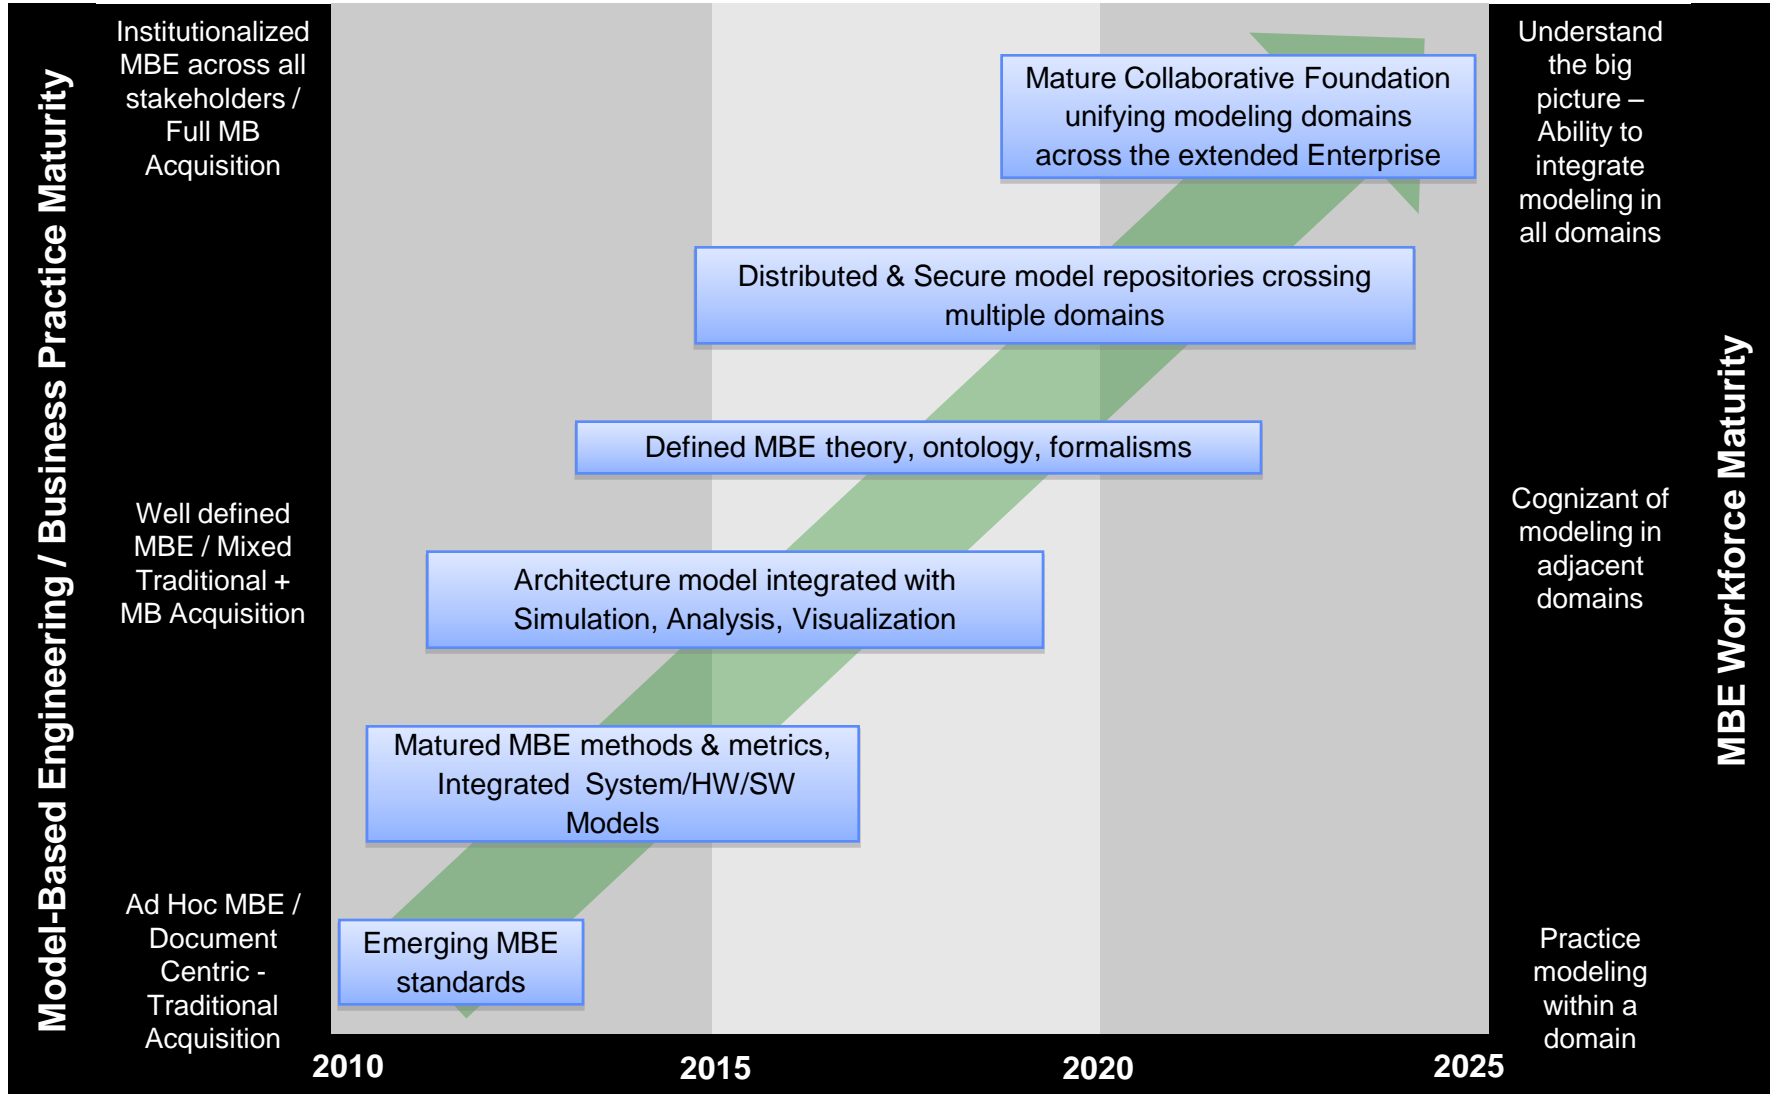 Model-Based Engineering / Business Practice Maturity
Institutionalized
MBE across all
stakeholders /
Full MB
Acquisition
Well defined
MBE / Mixed
Traditional +
MB Acquisition
Ad Hoc MBE /
Document
Centric -
Traditional
Acquisition
Mature Collaborative Foundation
unifying modeling domains
across the extended Enterprise
Distributed & Secure model repositories crossing
multiple domains
Defined MBE theory, ontology, formalisms
Architecture model integrated with
Simulation, Analysis, Visualization
Matured MBE methods & metrics,
Integrated System/HW/SW
Models
Emerging MBE
standards
Understand
the big
picture –
Ability to
integrate
modeling in
all domains
Cognizant of
modeling in
adjacent
domains
Practice
modeling
within a
domain
MBE Workforce Maturity
2010
2015
2020
2025